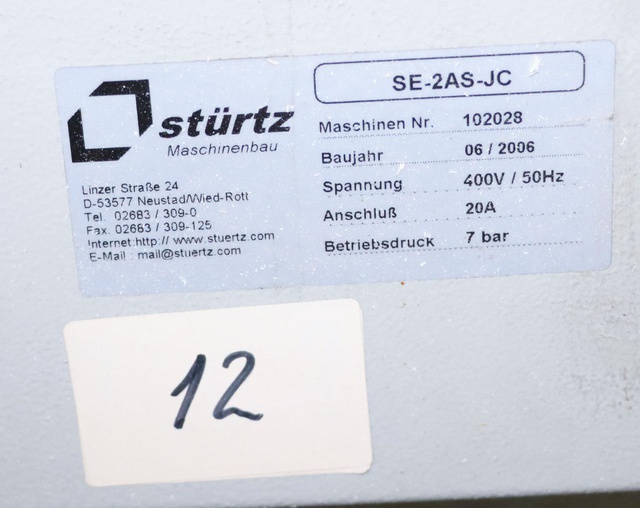 stürtz
Maschinenbau
Linzer Straße 24
D-53577 Neustad/Wied-Rott
Tel. 02683 / 309-0
Fax. 02683 / 309-125
Internet:http:// www.stuertz.com
E-Mail : mail@stuertz.com
SE-2AS-JC
Maschinen Nr. 102028
Baujahr 06 / 2006
Spannung 400V / 50Hz
Anschluß 20A
Betriebsdruck 7 bar
12